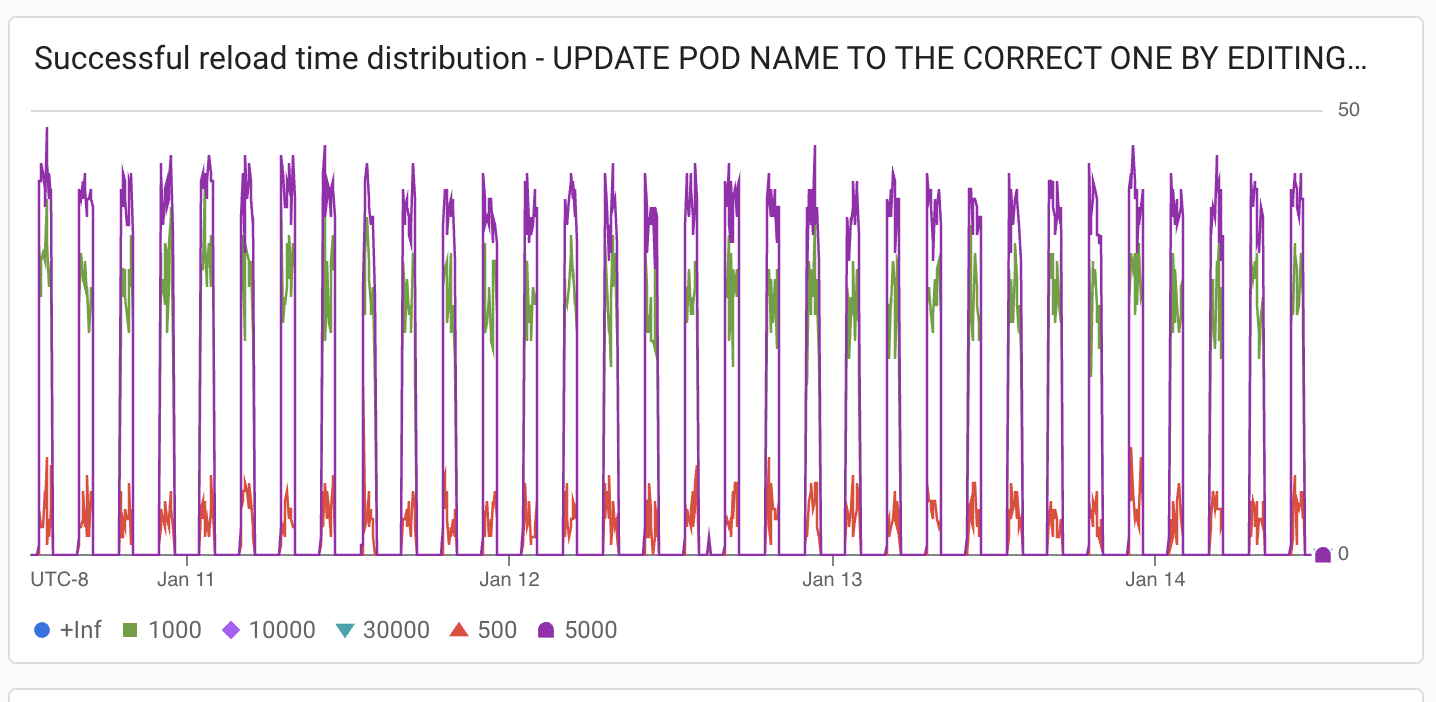 Successful reload time distribution - UPDATE POD NAME TO THE CORRECT ONE BY EDITING...
50
0
UTC-8 Jan 11 Jan 12 Jan 13 Jan 14
+Inf 1000 10000 30000 500 5000